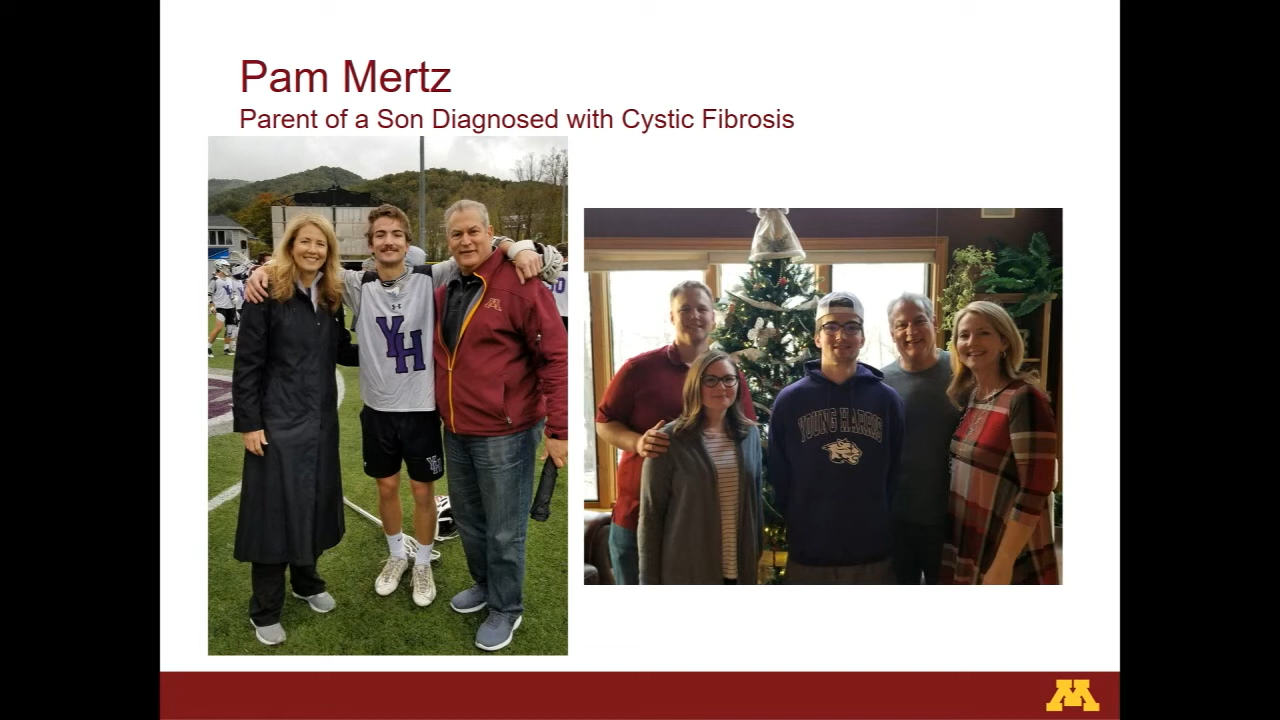 Pam Mertz
Parent of a Son Diagnosed with Cystic Fibrosis
M
YH
YH
YOUNG HARRIS
M